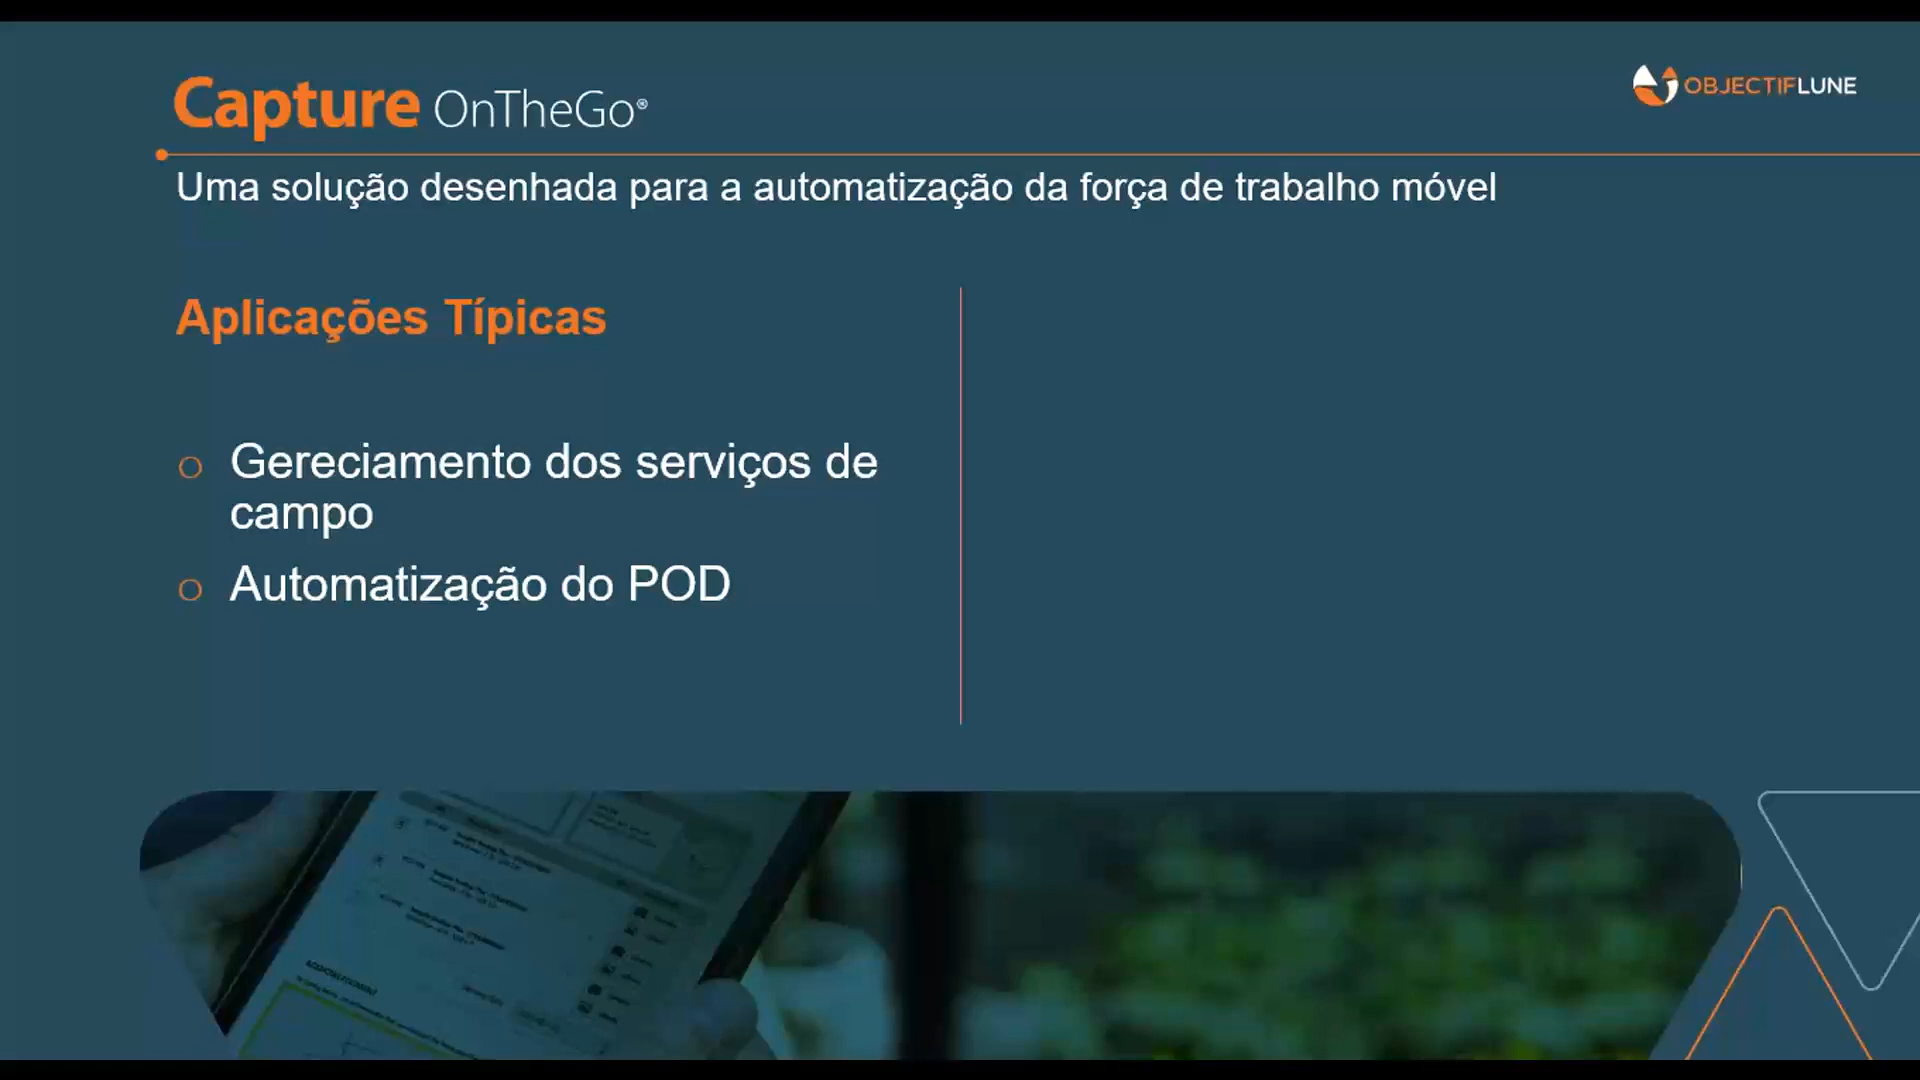 Capture OnTheGo®
OBJECTIFLUNE
Uma solução desenhada para a automatização da força de trabalho móvel
Aplicações Típicas
o Gereciamento dos serviços de
campo
o Automatização do POD